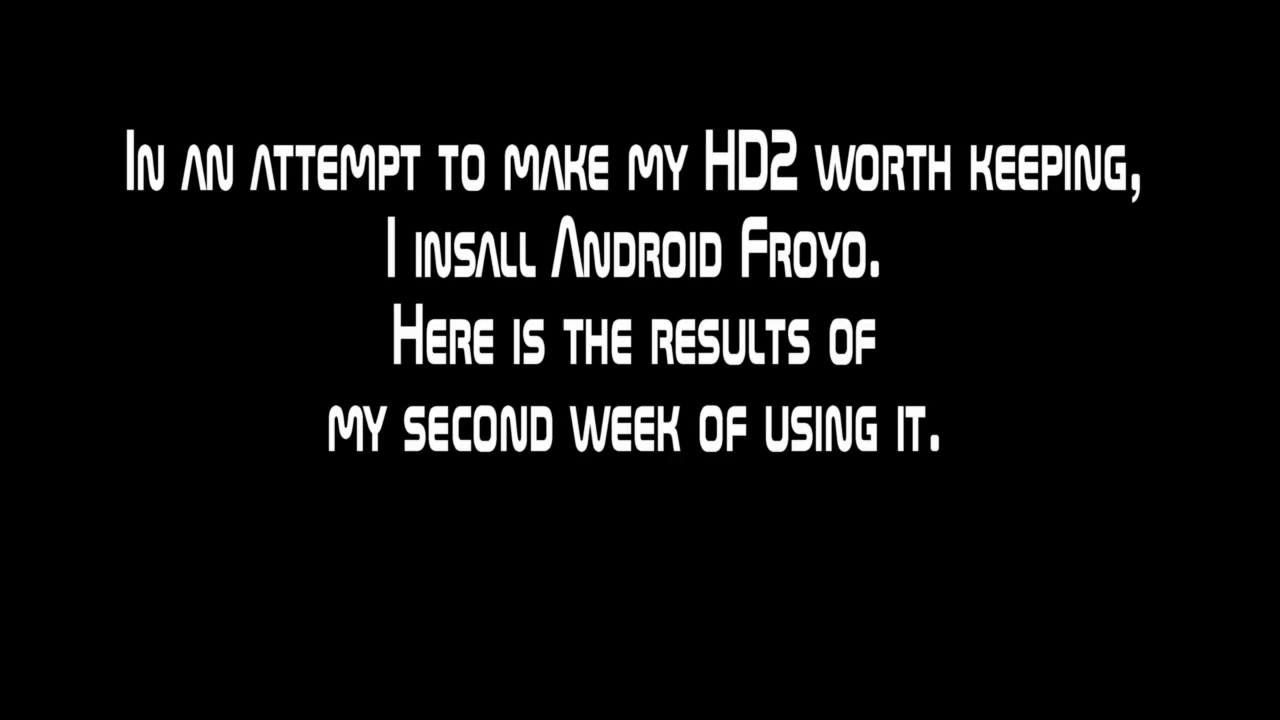 In an attempt to make my HD2 worth keeping,
I insall Android Froyo.
Here is the results of
my second week of using it.